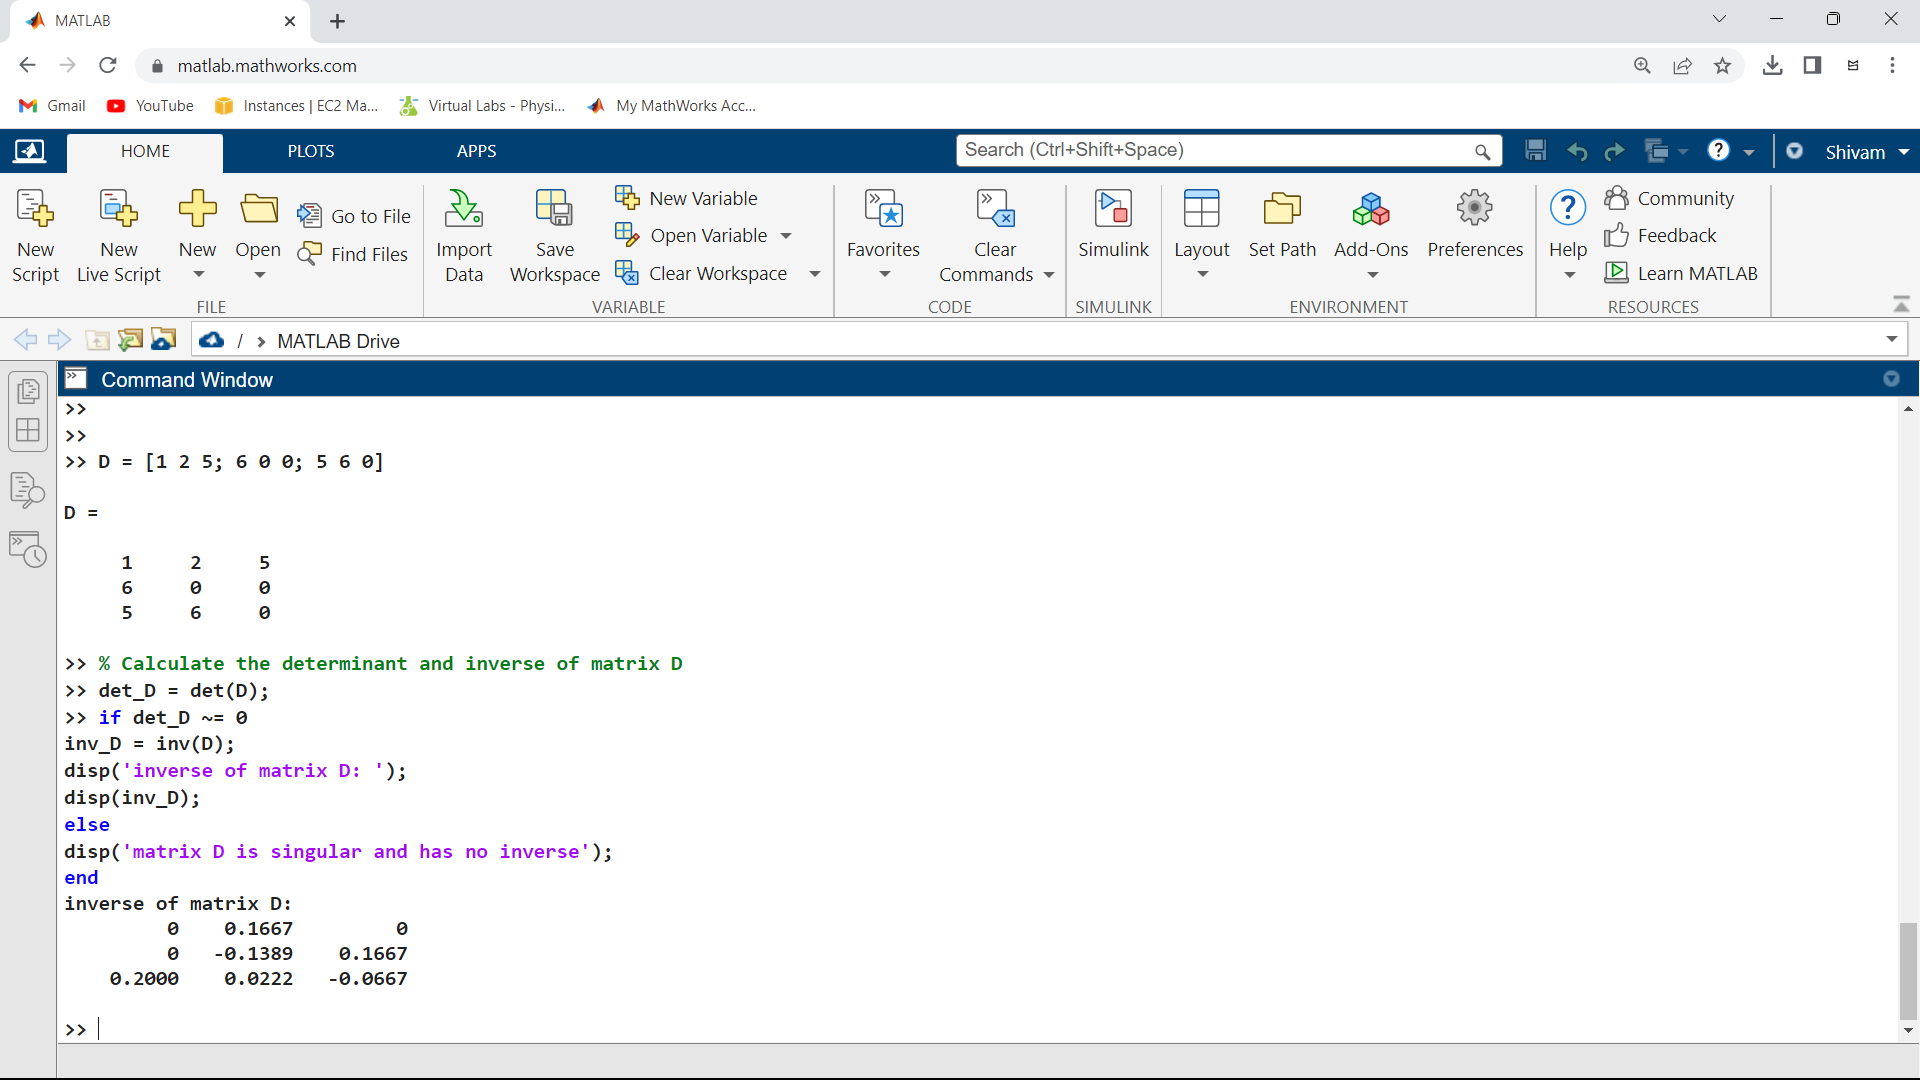 MATLAB
matlab.mathworks.com
Gmail YouTube Instances | EC2 Ma... Virtual Labs - Physi... My MathWorks Acc...
HOME PLOTS APPS Search (Ctrl+Shift+Space) ? Shivam
New Script New Live Script New Open Go to File Find Files Import Data Save Workspace New Variable Open Variable Clear Workspace Favorites Clear Commands Simulink Layout Set Path Add-Ons Preferences Help Community Feedback Learn MATLAB
FILE VARIABLE CODE SIMULINK ENVIRONMENT RESOURCES
/ > MATLAB Drive
Command Window
>>
>>
>> D = [1 2 5; 6 0 0; 5 6 0]
D =
1 2 5
6 0 0
5 6 0
>> % Calculate the determinant and inverse of matrix D
>> det_D = det(D);
>> if det_D ~= 0
inv_D = inv(D);
disp('inverse of matrix D: ');
disp(inv_D);
else
disp('matrix D is singular and has no inverse');
end
inverse of matrix D:
0 0.1667 0
0 -0.1389 0.1667
0.2000 0.0222 -0.0667
>>